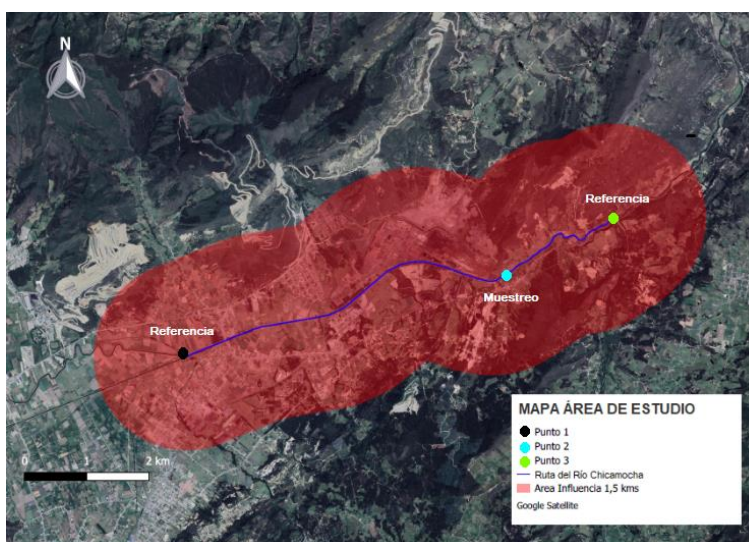 N
Referencia
Muestreo
Referencia
0 1 2 km
MAPA ÁREA DE ESTUDIO
Punto 1
Punto 2
Punto 3
Ruta del Río Chicamocha
Area Influencia 1,5 kms
Google Satellite